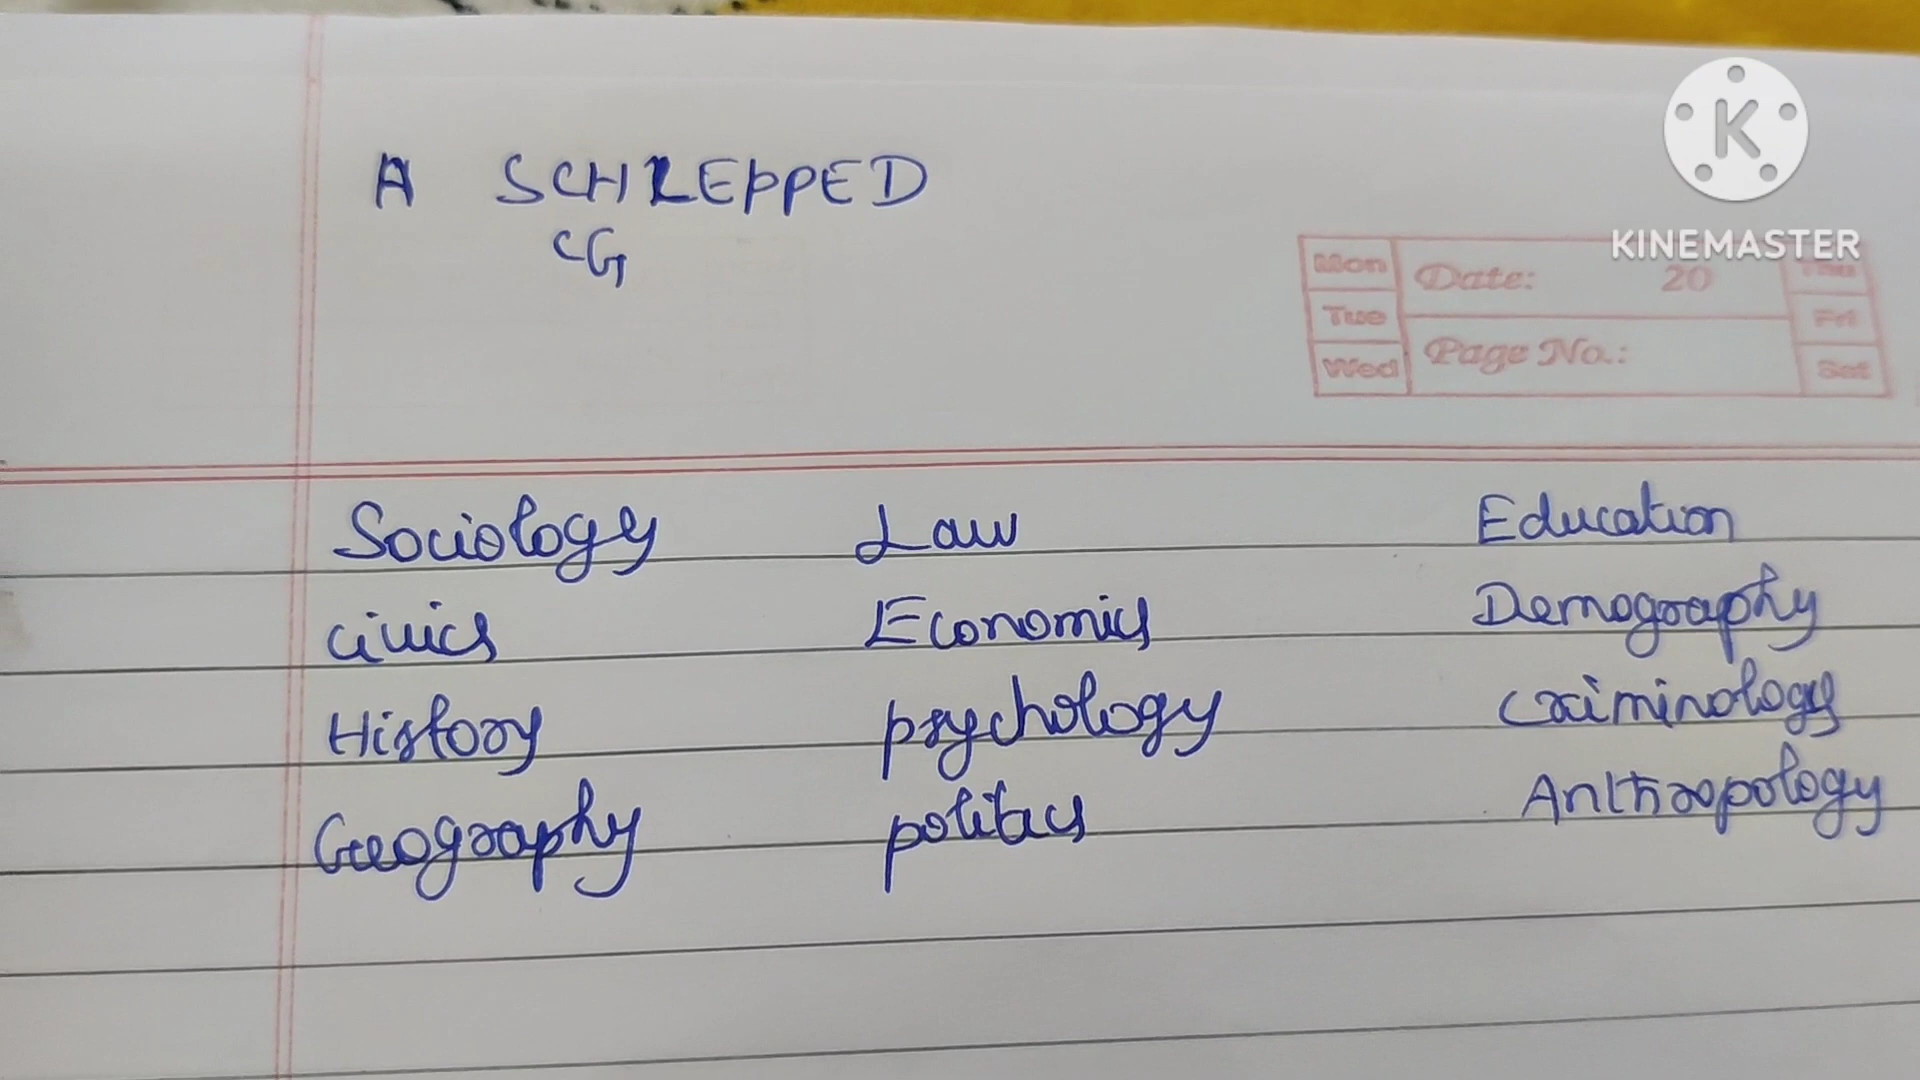 A SCHLEPPED
CG
KINEMASTER
Mon Date: 20 Thu
Tue Fri
Wed Page No.: Sat
Sociology Law Education
civics Economics Demography
History psychology Criminology
Geography politics Anthropology